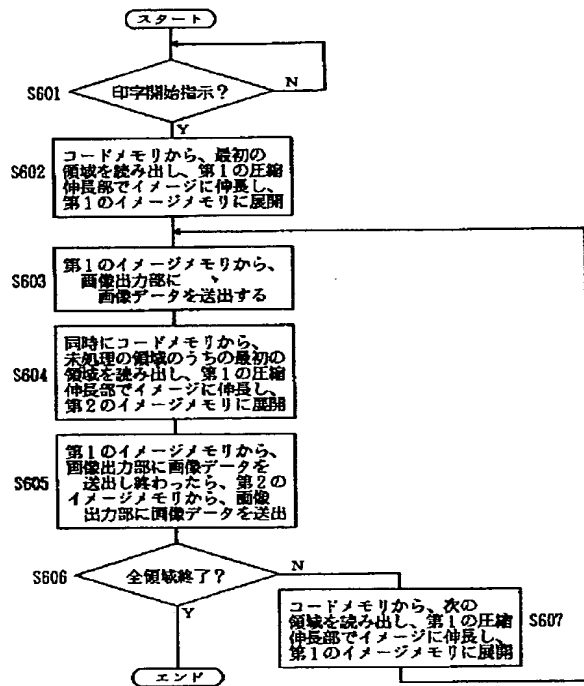 スタート
S601
印字開始指示?
N
Y
S602
コードメモリから、最初の
領域を読み出し、第1の圧縮
伸長部でイメージに伸長し、
第1のイメージメモリに展開
S603
第1のイメージメモリから、
画像出力部に 、
画像データを送出する
S604
同時にコードメモリから、
未処理の領域のうちの最初の
領域を読み出し、第1の圧縮
伸長部でイメージに伸長し、
第2のイメージメモリに展開
S605
第1のイメージメモリから、
画像出力部に画像データを
送出し終わったら、第2の
イメージメモリから、画像
出力部に画像データを送出
S606
全領域終了?
N
Y
コードメモリから、次の
領域を読み出し、第1の圧縮
伸長部でイメージに伸長し、
第1のイメージメモリに展開
S607
エンド